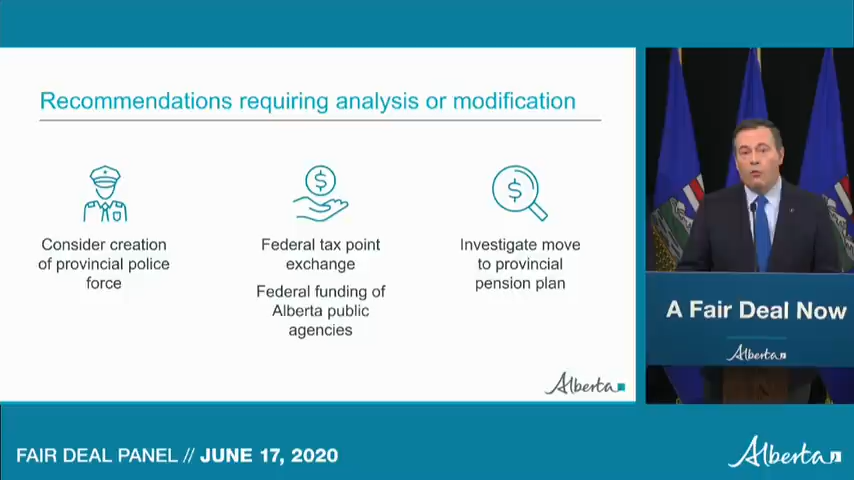 Recommendations requiring analysis or modification
Consider creation
of provincial police
force
Federal tax point
exchange
Federal funding of
Alberta public
agencies
Investigate move
to provincial
pension plan
Alberta
A Fair Deal Now
Alberta
FAIR DEAL PANEL // JUNE 17, 2020
Alberta